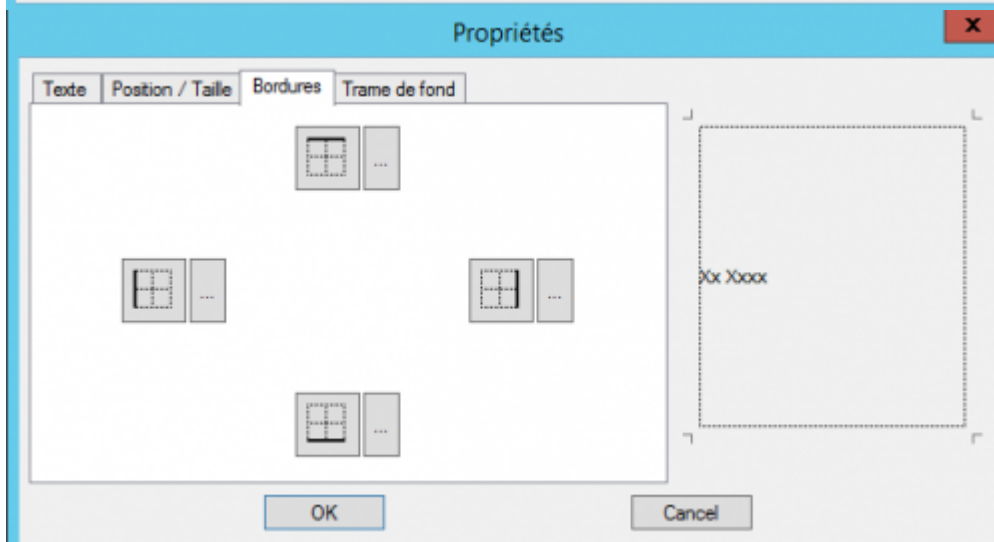 Propriétés
x
Texte Position / Taille Bordures Trame de fond
...
... ...
Xx Xxxx
...
OK Cancel